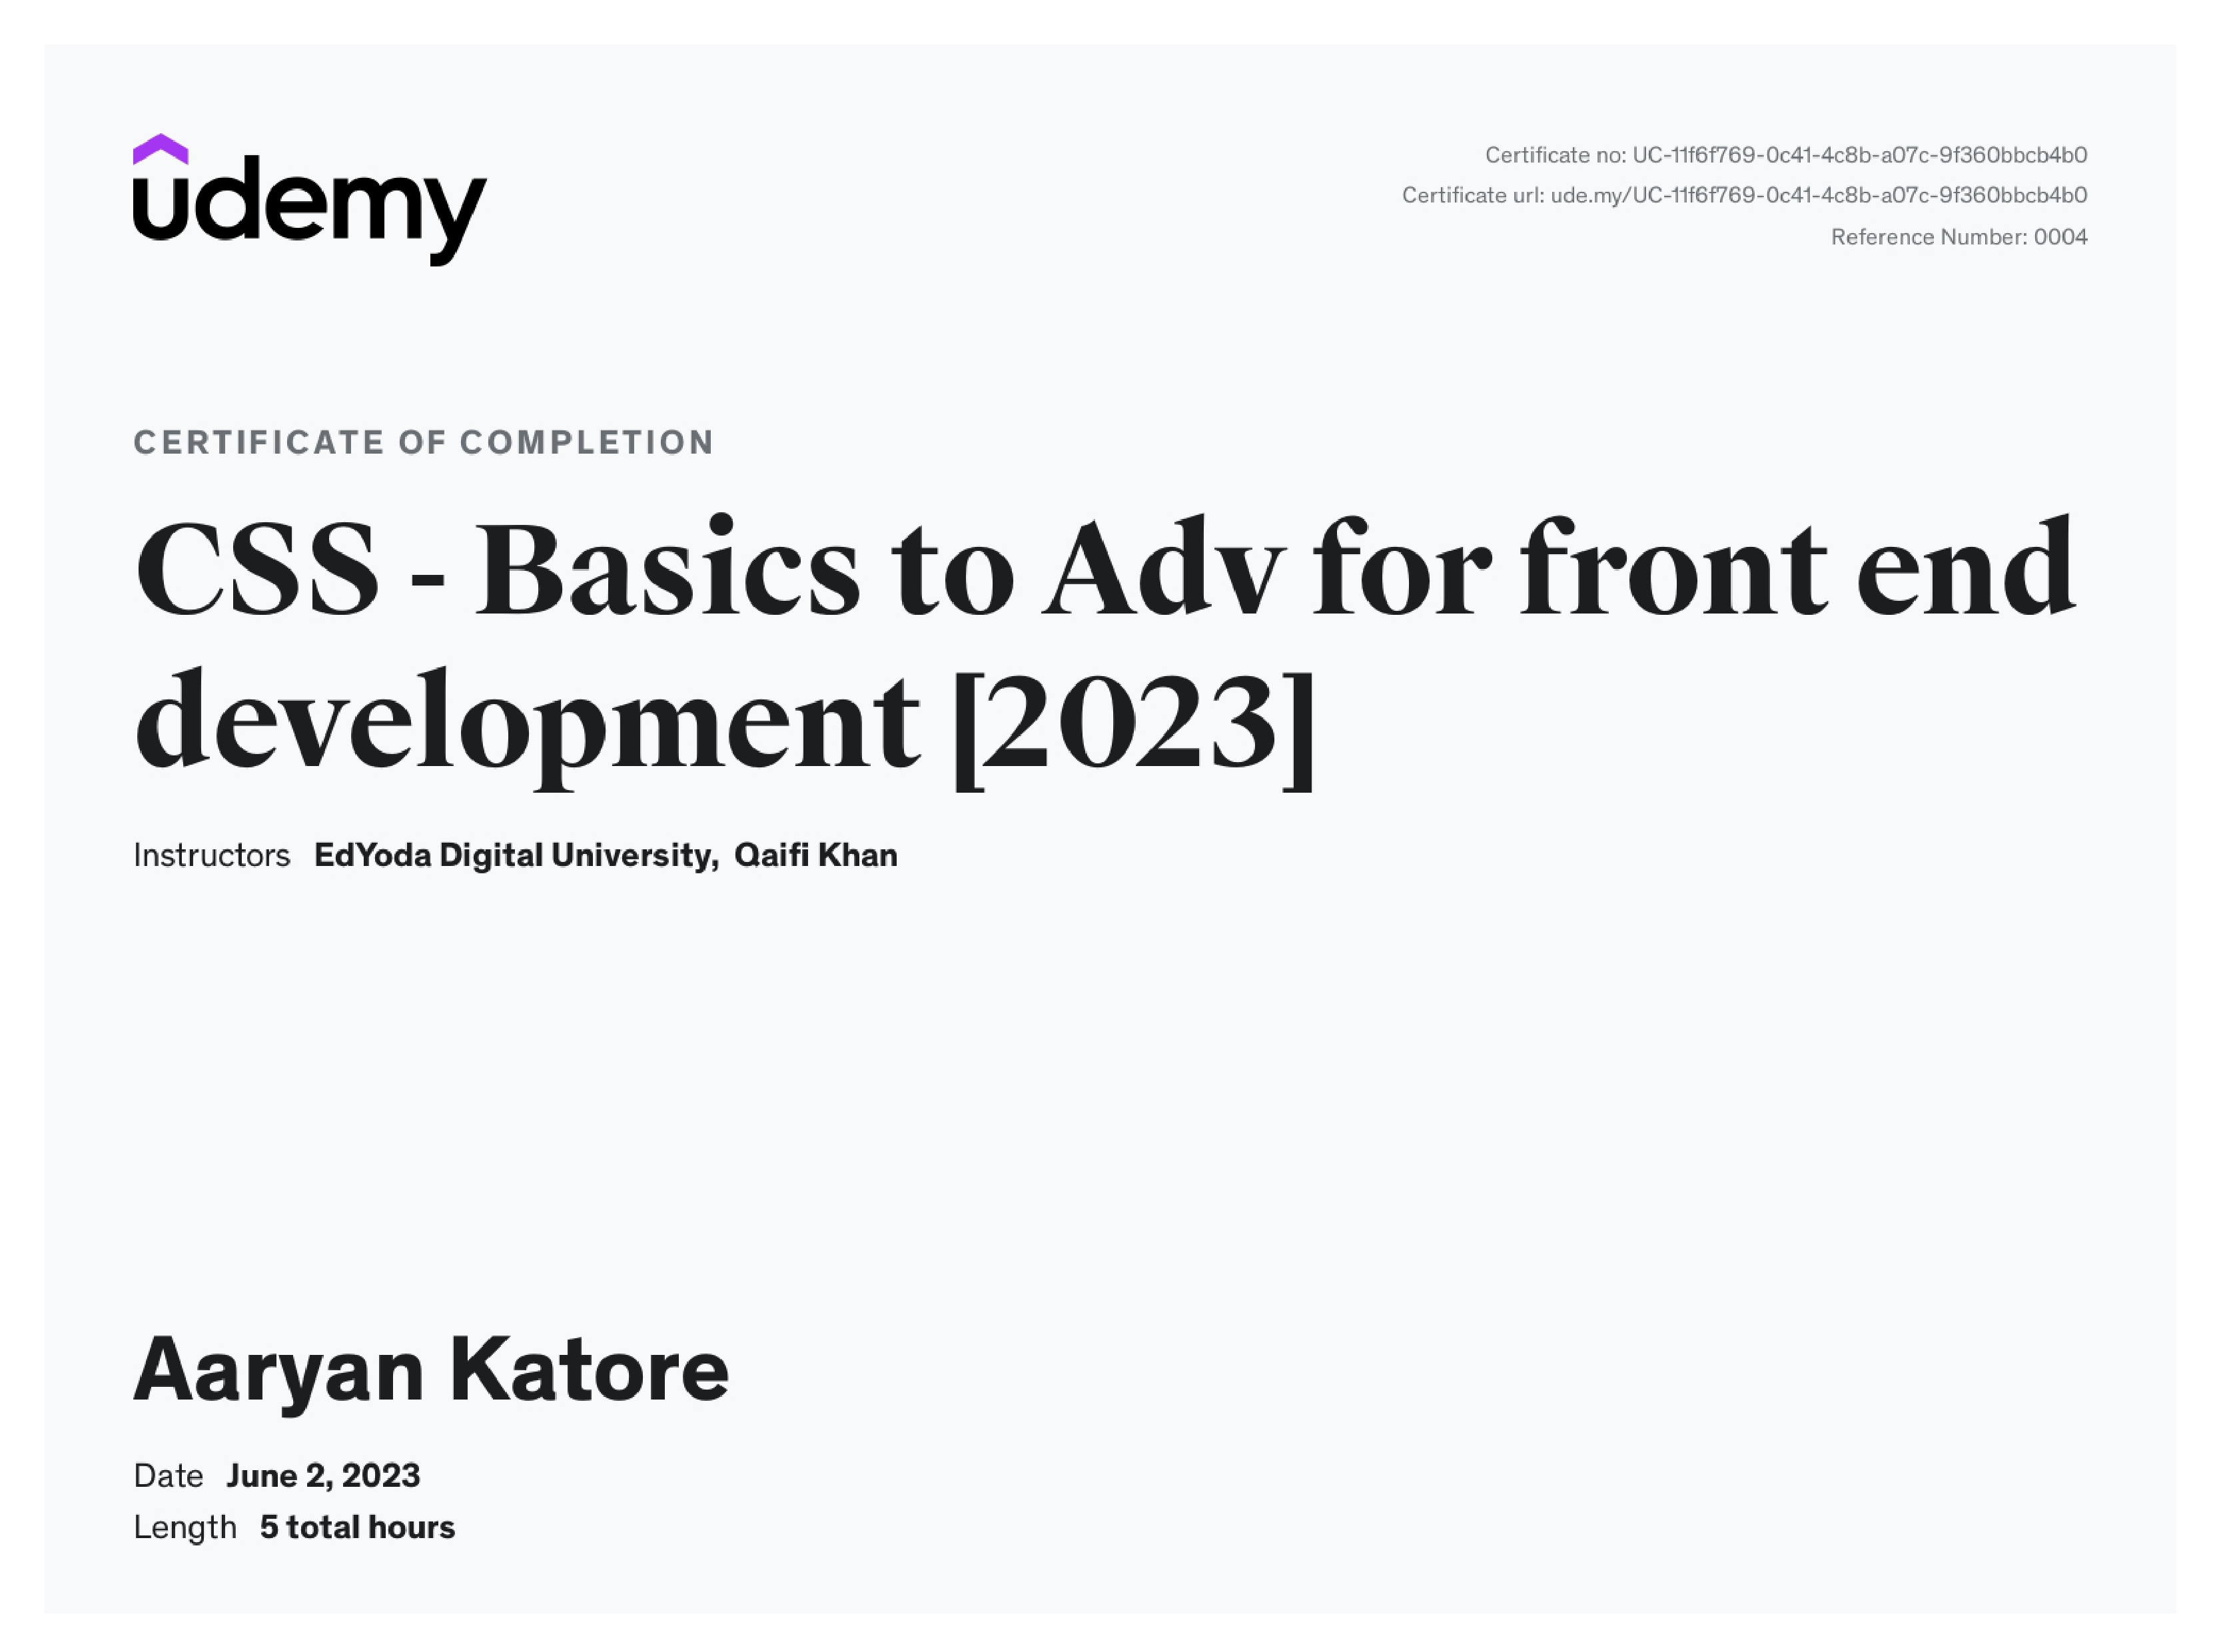 udemy
Certificate no: UC-11f6f769-0c41-4c8b-a07c-9f360bbcb4b0
Certificate url: ude.my/UC-11f6f769-0c41-4c8b-a07c-9f360bbcb4b0
Reference Number: 0004
CERTIFICATE OF COMPLETION
CSS - Basics to Adv for front end
development [2023]
Instructors EdYoda Digital University, Qaifi Khan
Aaryan Katore
Date June 2, 2023
Length 5 total hours